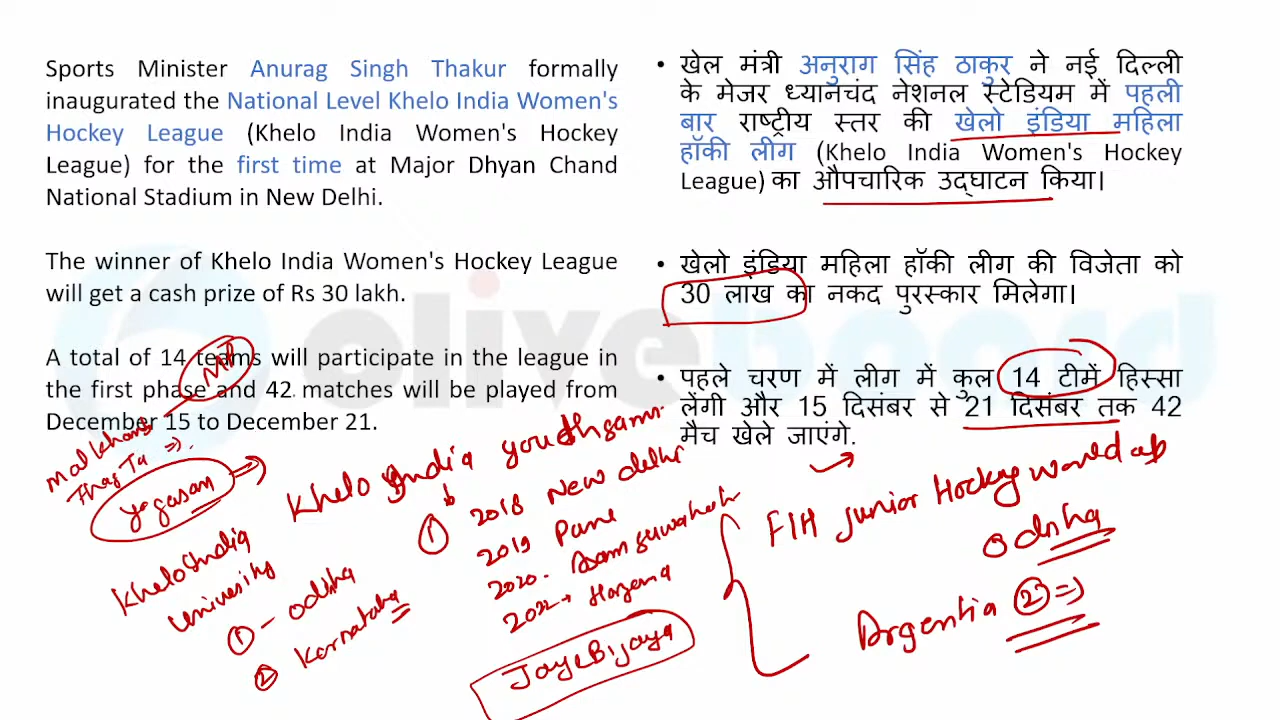 Sports Minister Anurag Singh Thakur formally
inaugurated the National Level Khelo India Women's
Hockey League (Khelo India Women's Hockey
League) for the first time at Major Dhyan Chand
National Stadium in New Delhi.
The winner of Khelo India Women's Hockey League
will get a cash prize of Rs 30 lakh.
A total of 14 teams will participate in the league in
the first phase and 42 matches will be played from
December 15 to December 21.
• खेल मंत्री अनुराग सिंह ठाकुर ने नई दिल्ली
के मेजर ध्यानचंद नेशनल स्टेडियम में पहली
बार राष्ट्रीय स्तर की खेलो इंडिया महिला
हॉकी लीग (Khelo India Women's Hockey
League) का औपचारिक उद्घाटन किया।
• खेलो इंडिया महिला हॉकी लीग की विजेता को
30 लाख का नकद पुरस्कार मिलेगा।
• पहले चरण में लीग में कुल 14 टीमें हिस्सा
लेंगी और 15 दिसंबर से 21 दिसंबर तक 42
मैच खेले जाएंगे.
oliveboard
MP
Thag Ta
yogasan
Khelo India youth
① 2018 New delhi
2019 Pune
2020 - Assam guwahati
2022 → Haryana
Jaya Bijaya
Khelo India
University
① - odisha
② Karnataka
FIH Junior Hockey world
Odisha
Argentia ②